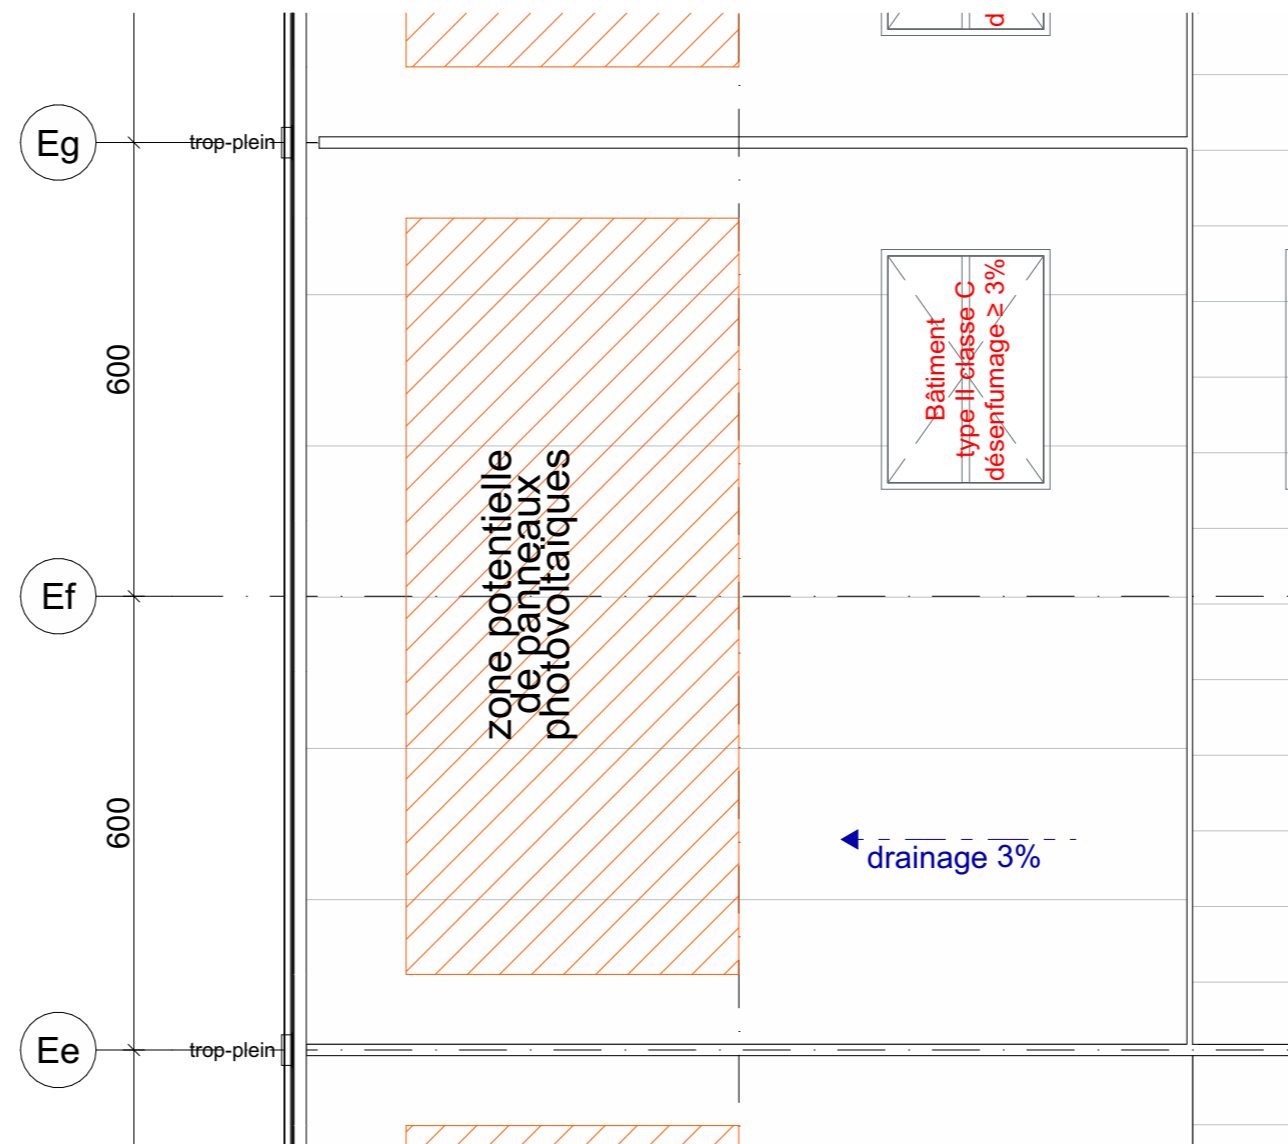 d
Eg
trop-plein
600
Bâtiment
type II classe C
désenfumage ≥ 3%
zone potentielle
de panneaux
photovoltaïques
Ef
600
drainage 3%
Ee
trop-plein